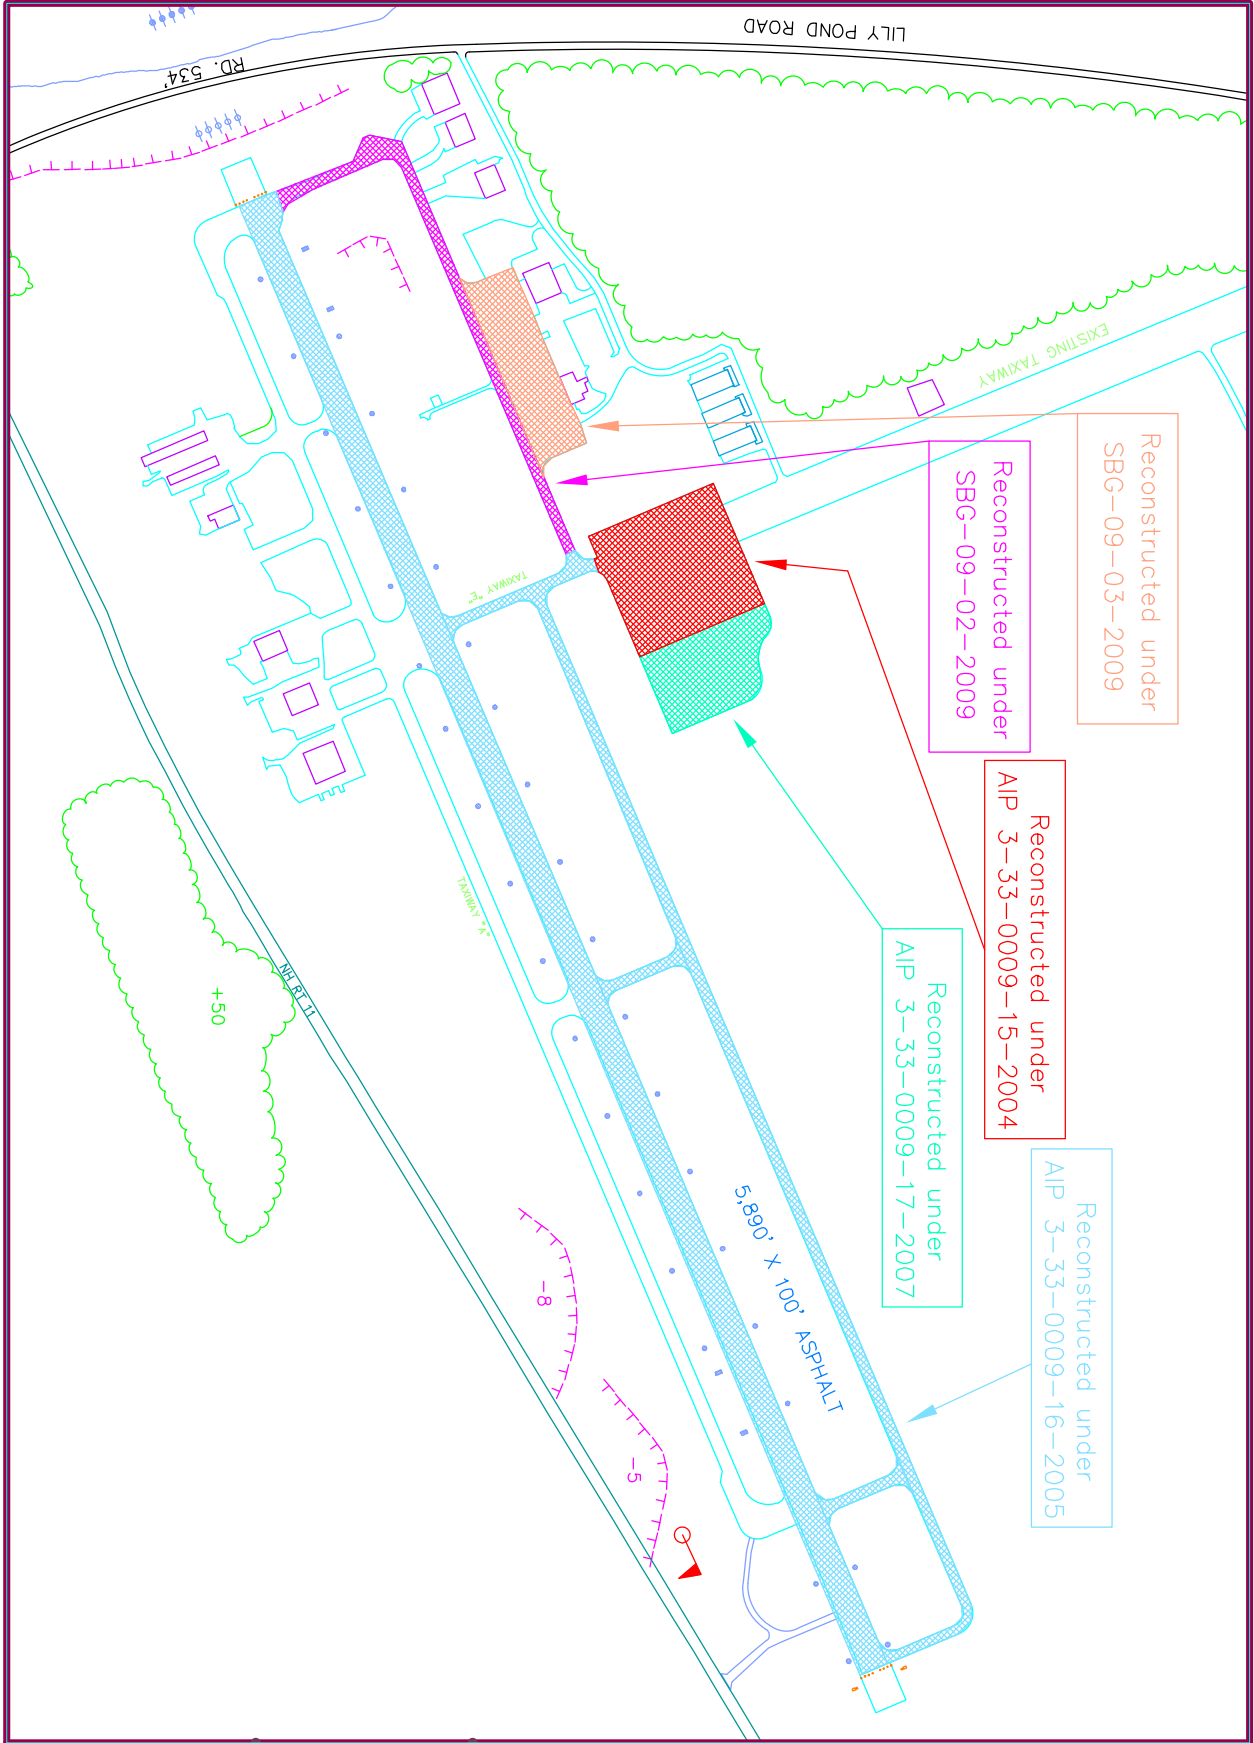 LILY POND ROAD
RD. 534'
EXISTING TAXIWAY
Reconstructed under
SBG-09-03-2009
Reconstructed under
SBG-09-02-2009
Reconstructed under
AIP 3-33-0009-15-2004
Reconstructed under
AIP 3-33-0009-17-2007
Reconstructed under
AIP 3-33-0009-16-2005
TAXIWAY "E"
TAXIWAY "A"
NH RT 11
+50
5,890' X 100' ASPHALT
-8
-5